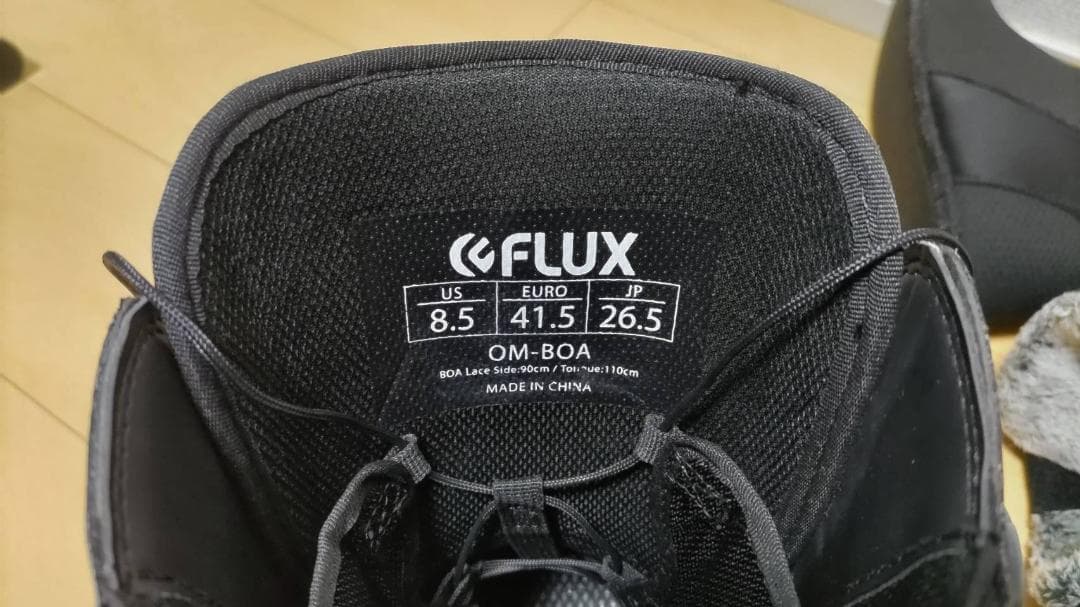 FLUX
US EURO JP
8.5 41.5 26.5
OM-BOA
BOA Lace Side:90cm / Tongue:110cm
MADE IN CHINA